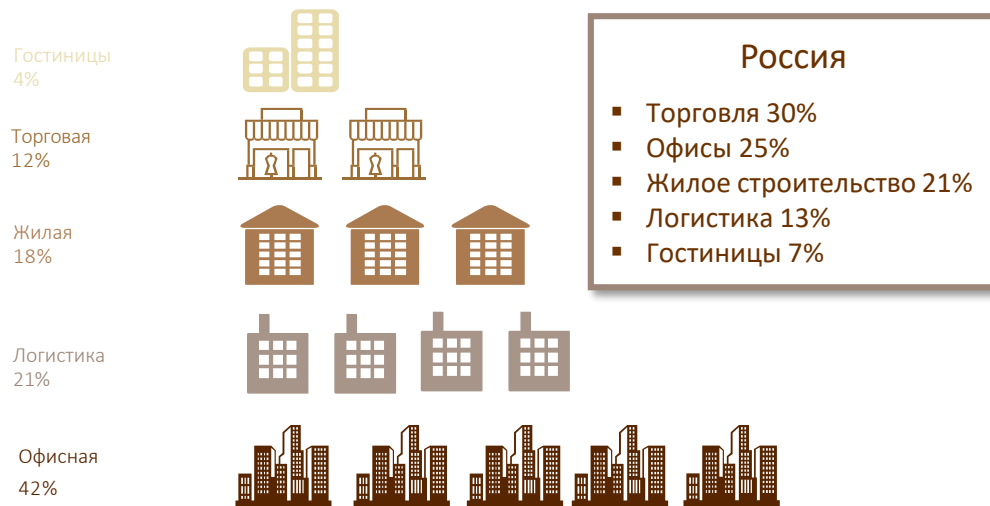 Гостиницы
4%
Торговая
12%
Жилая
18%
Логистика
21%
Офисная
42%
Россия
▪ Торговля 30%
▪ Офисы 25%
▪ Жилое строительство 21%
▪ Логистика 13%
▪ Гостиницы 7%